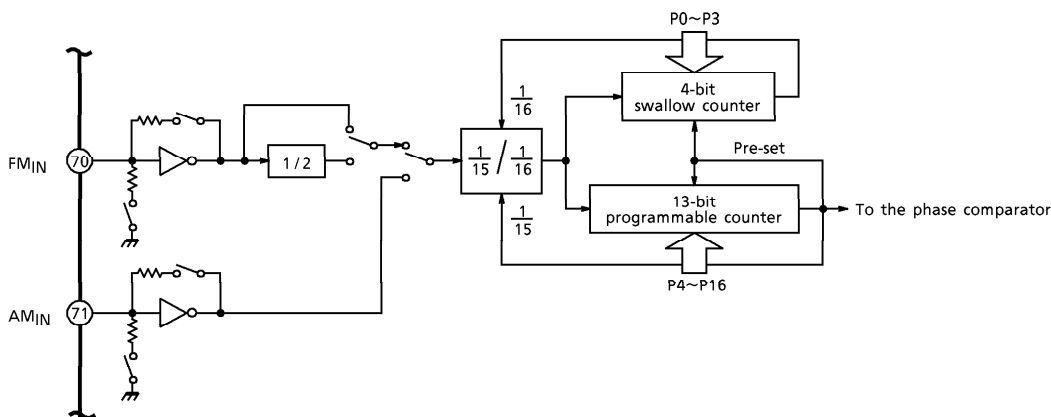 P0~P3
4-bit
swallow counter
1/16
FMIN
70
1/2
1/15 / 1/16
Pre-set
13-bit
programmable counter
To the phase comparator
1/15
P4~P16
AMIN
71